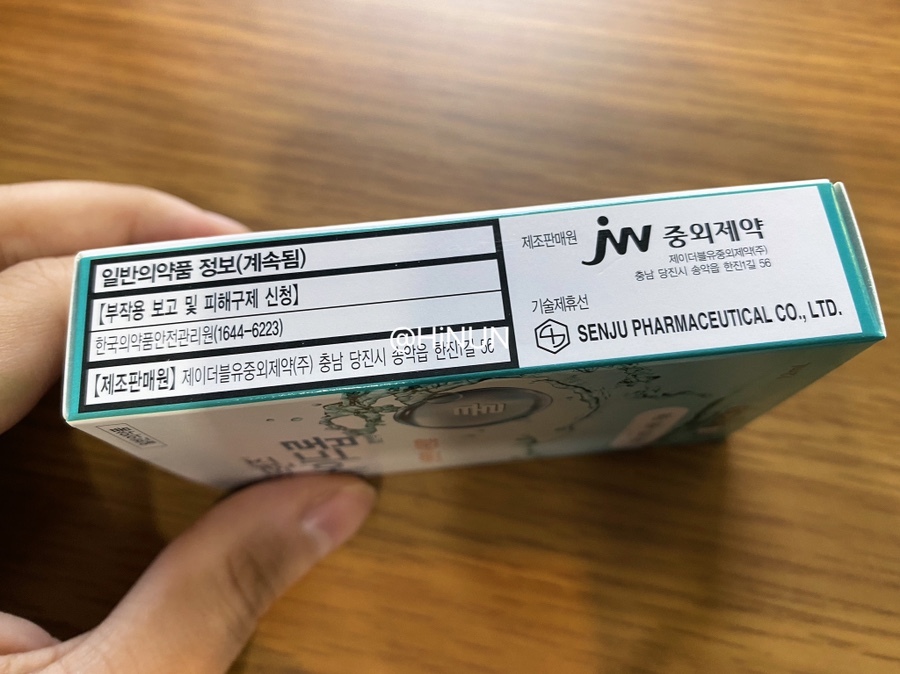 일반의약품 정보(계속됨)
【부작용 보고 및 피해구제 신청】
한국의약품안전관리원(1644-6223)
【제조판매원】 제이더블유중외제약(주) 충남 당진시 송악읍 한진1길 56
제조판매원 jw 중외제약
제이더블유중외제약(주)
충남 당진시 송악읍 한진1길 56
기술제휴선
SENJU PHARMACEUTICAL CO., LTD.
@HiNUN